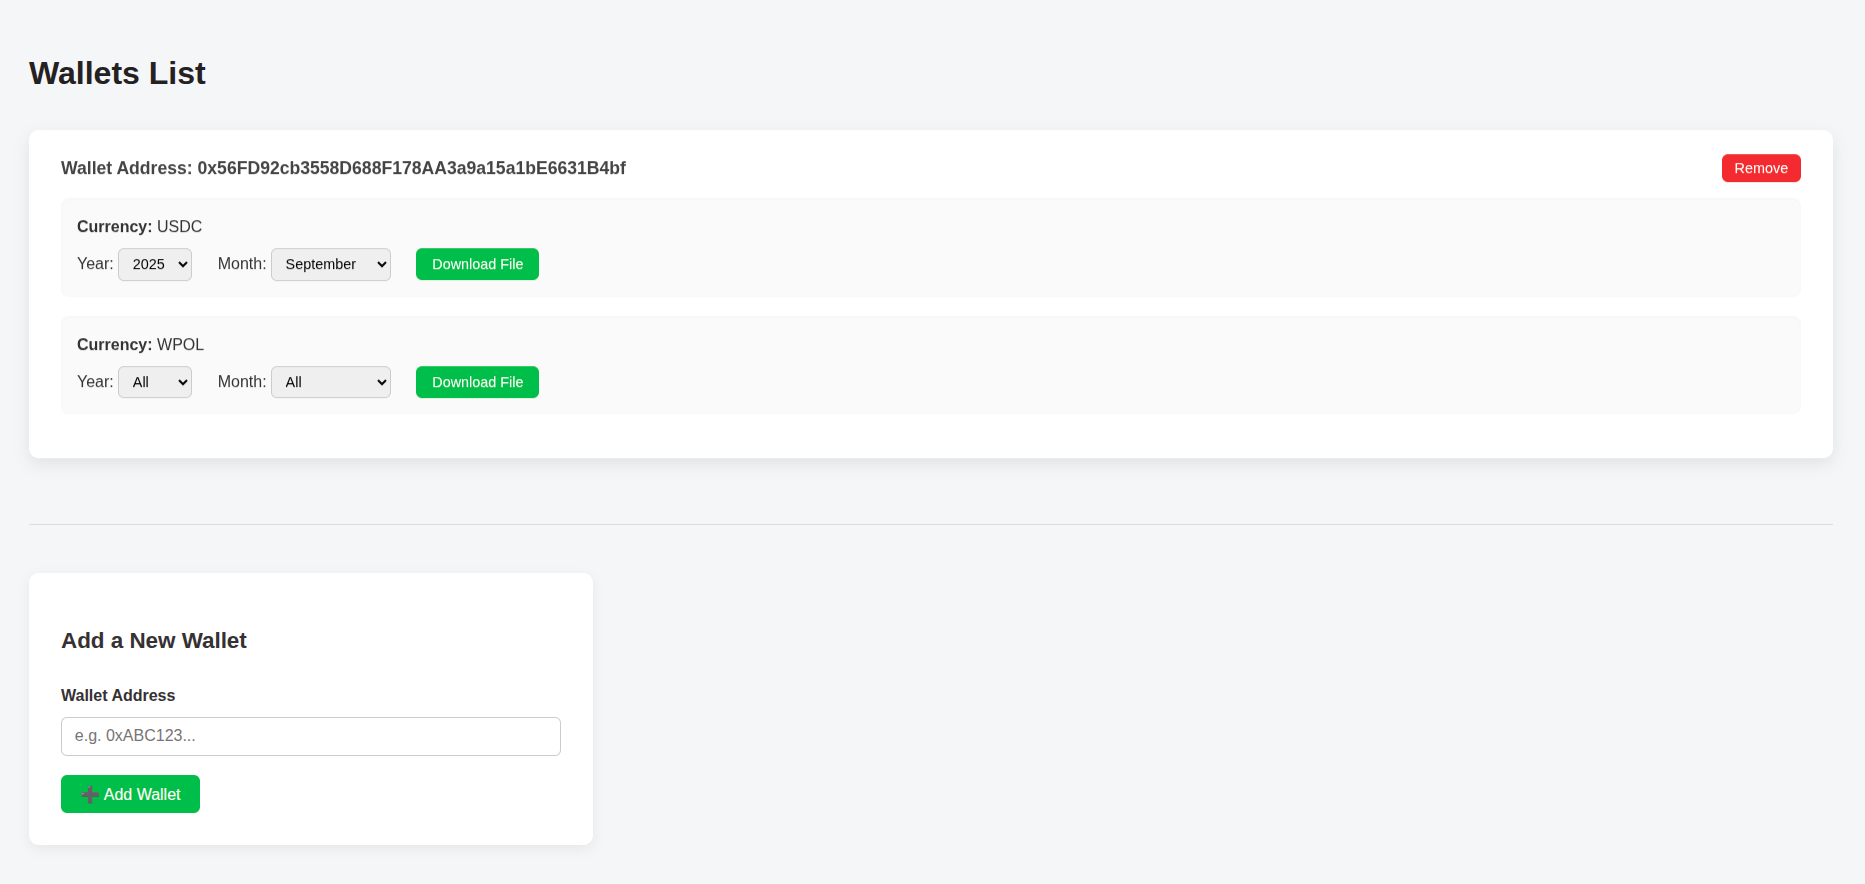 Wallets List
Wallet Address: 0x56FD92cb3558D688F178AA3a9a15a1bE6631B4bf Remove
Currency: USDC
Year: 2025 Month: September Download File
Currency: WPOL
Year: All Month: All Download File
Add a New Wallet
Wallet Address
e.g. 0xABC123...
➕ Add Wallet